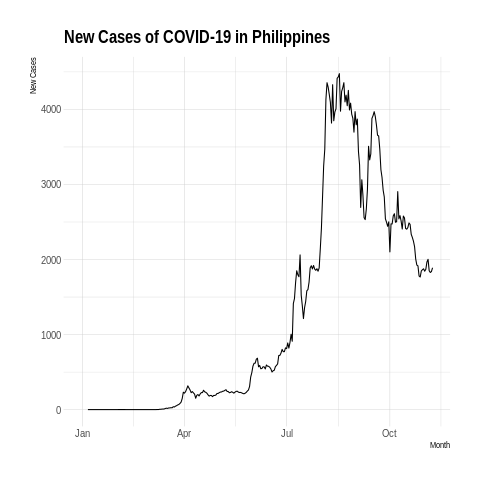 New Cases of COVID-19 in Philippines
New Cases
4000
3000
2000
1000
0
Jan Apr Jul Oct
Month